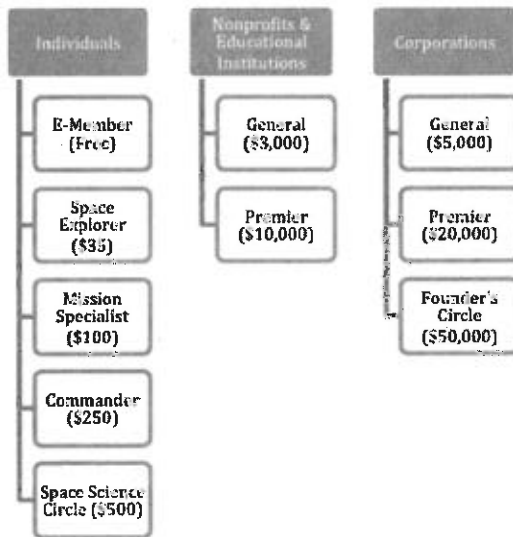 Individuals
E-Member
(Free)
Space
Explorer
($35)
Mission
Specialist
($100)
Commander
($250)
Space Science
Circle ($500)
Nonprofits &
Educational
Institutions
General
($3,000)
Premier
($10,000)
Corporations
General
($5,000)
Premier
($20,000)
Founder's
Circle
($50,000)